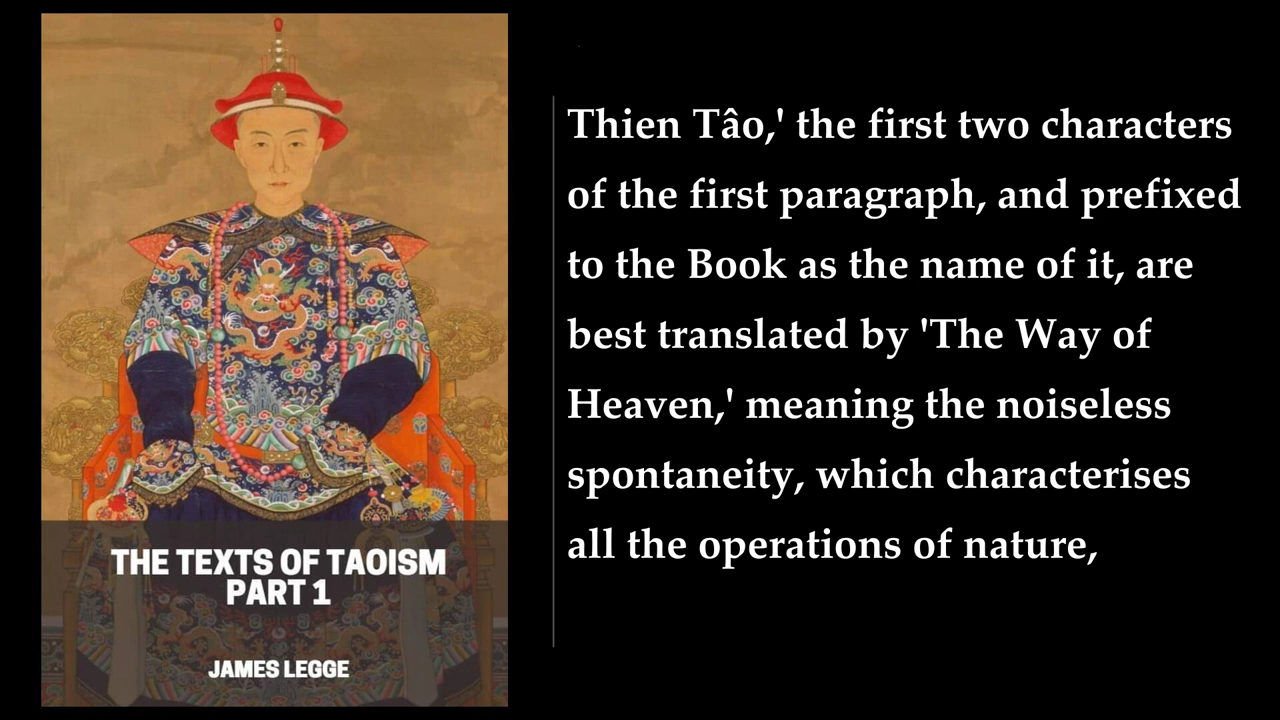 THE TEXTS OF TAOISM
PART 1
JAMES LEGGE
Thien Tâo,' the first two characters
of the first paragraph, and prefixed
to the Book as the name of it, are
best translated by 'The Way of
Heaven,' meaning the noiseless
spontaneity, which characterises
all the operations of nature,